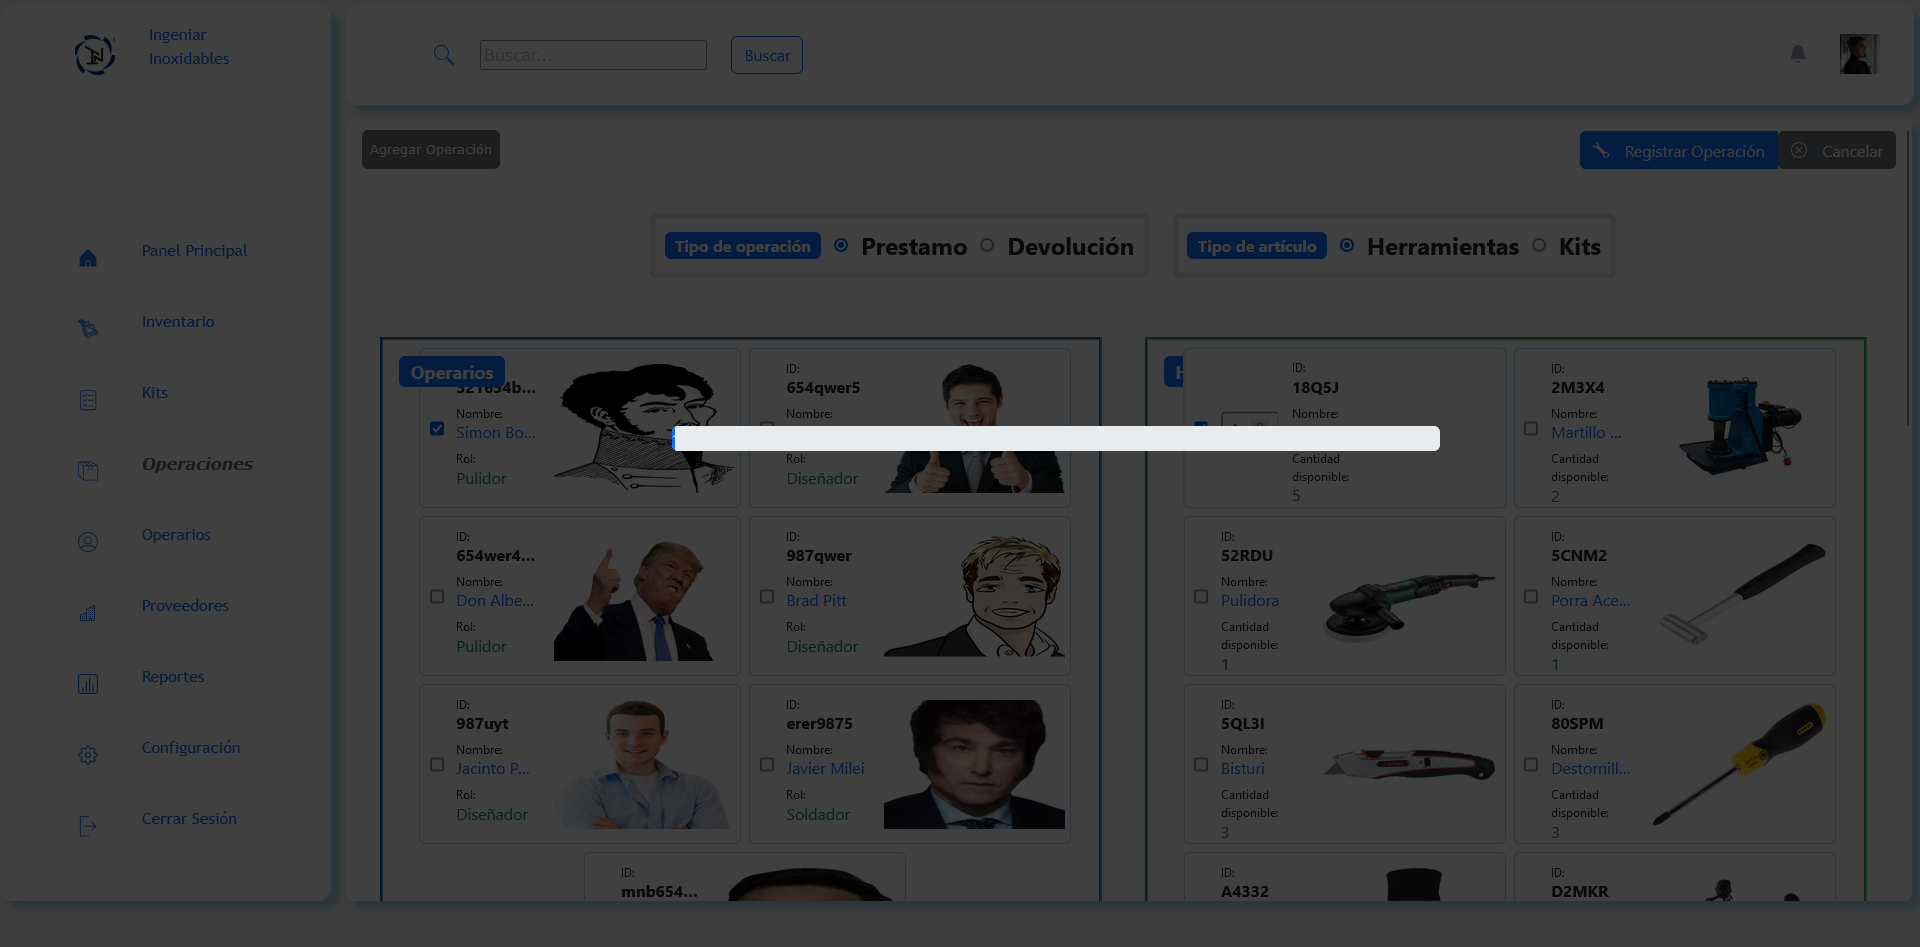 Ingeniar
Inoxidables
Buscar...
Buscar
Agregar Operación
Registrar Operación
Cancelar
Panel Principal
Inventario
Kits
Operaciones
Operarios
Proveedores
Reportes
Configuración
Cerrar Sesión
Tipo de operación
Prestamo
Devolución
Tipo de artículo
Herramientas
Kits
Operarios
Nombre:
Simon Bo...
Rol:
Pulidor
ID:
654qwer5
Nombre:
Rol:
Diseñador
ID:
654wer4...
Nombre:
Don Albe...
Rol:
Pulidor
ID:
987qwer
Nombre:
Brad Pitt
Rol:
Diseñador
ID:
987uyt
Nombre:
Jacinto P...
Rol:
Diseñador
ID:
erer9875
Nombre:
Javier Milei
Rol:
Soldador
ID:
mnb654...
ID:
18Q5J
Nombre:
Cantidad
disponible:
5
ID:
2M3X4
Nombre:
Martillo ...
Cantidad
disponible:
2
ID:
52RDU
Nombre:
Pulidora
Cantidad
disponible:
1
ID:
5CNM2
Nombre:
Porra Ace...
Cantidad
disponible:
1
ID:
5QL3I
Nombre:
Bisturi
Cantidad
disponible:
3
ID:
80SPM
Nombre:
Destornill...
Cantidad
disponible:
3
ID:
A4332
ID:
D2MKR